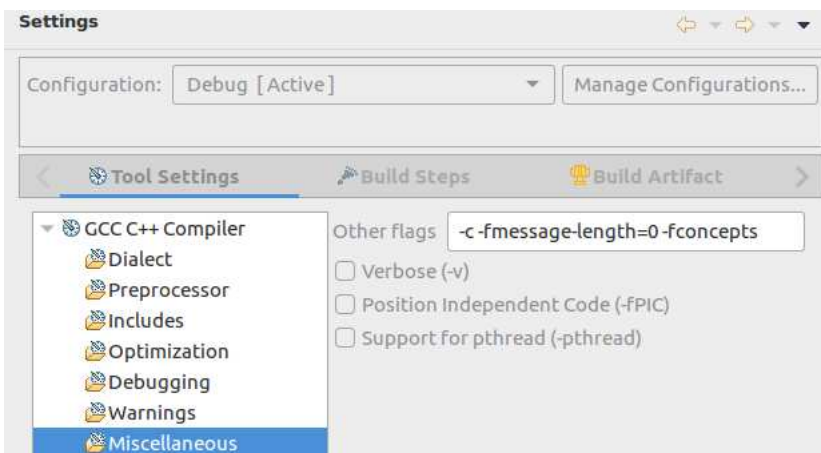 Settings
Configuration: Debug [ Active ] Manage Configurations...
Tool Settings Build Steps Build Artifact
GCC C++ Compiler
Other flags -c -fmessage-length=0 -fconcepts
Dialect
Verbose (-v)
Preprocessor
Position Independent Code (-fPIC)
Includes
Support for pthread (-pthread)
Optimization
Debugging
Warnings
Miscellaneous